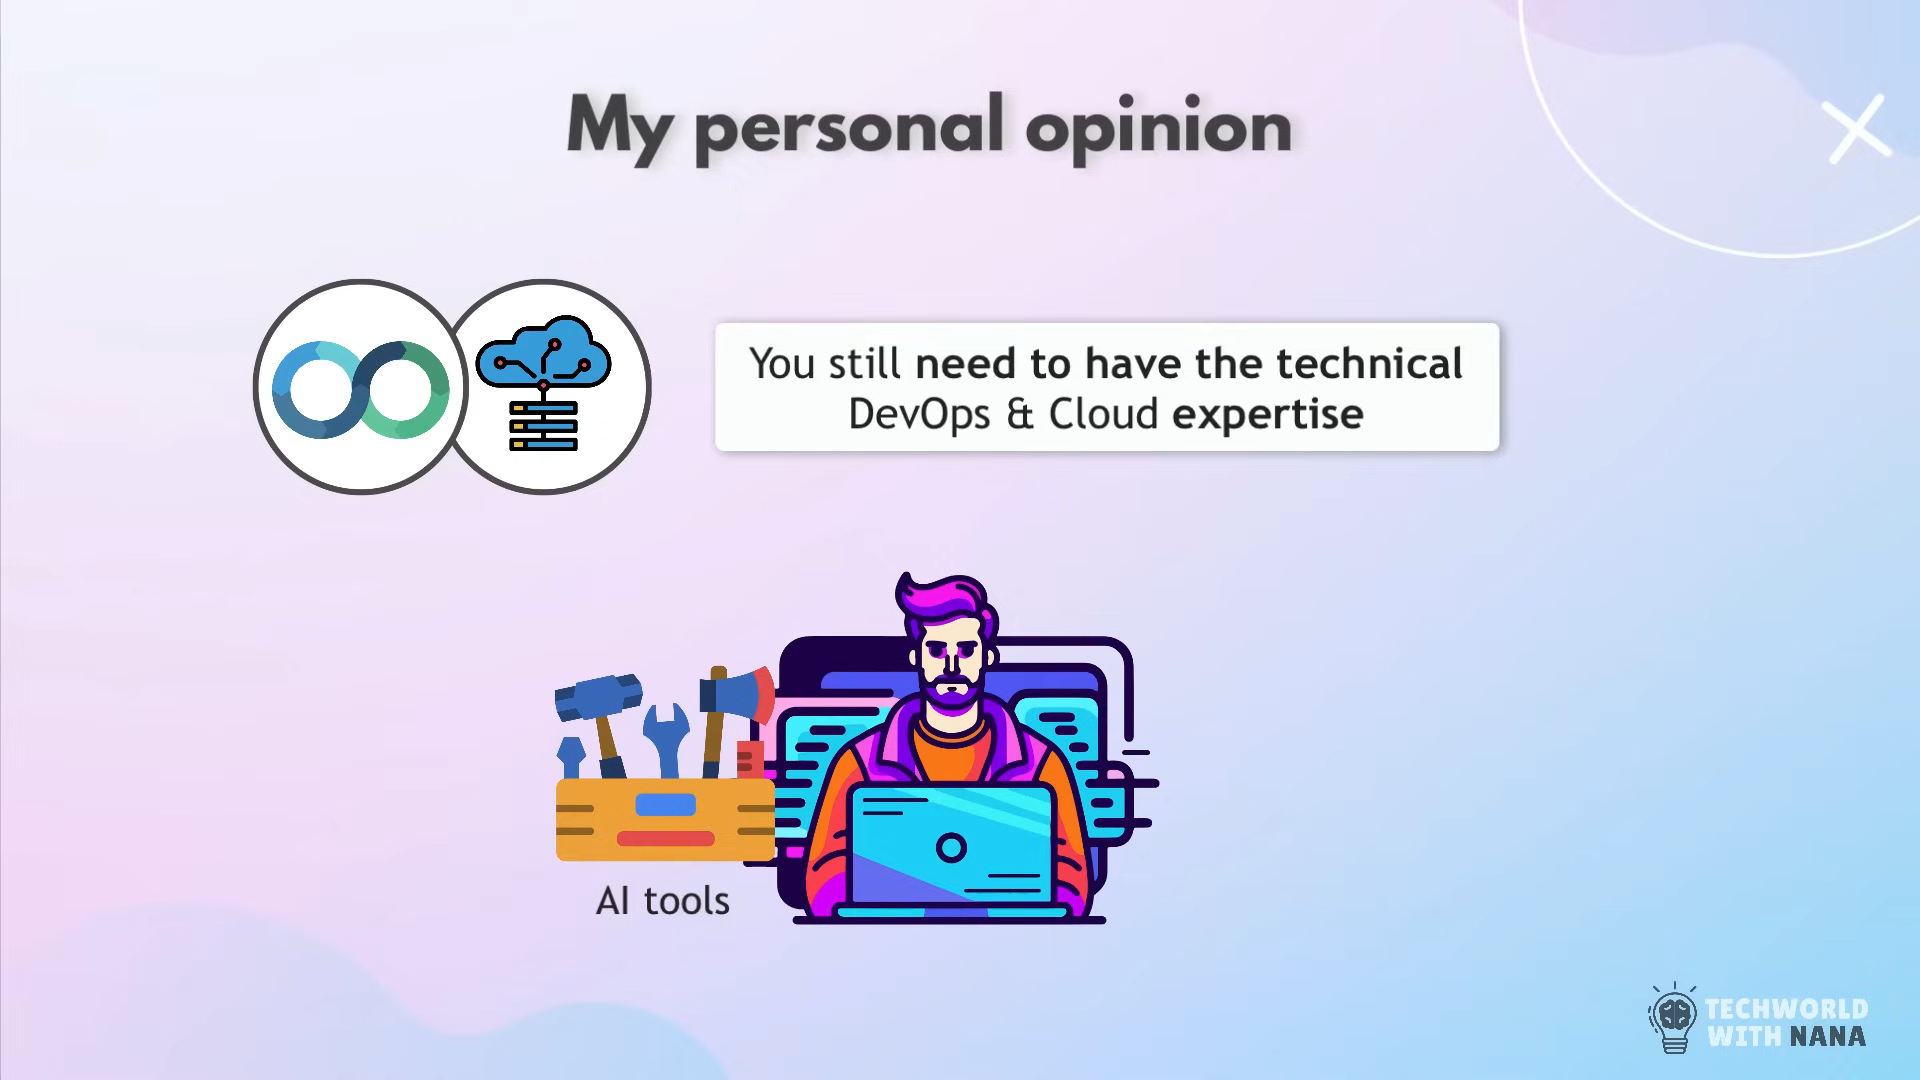 My personal opinion
You still need to have the technical
DevOps & Cloud expertise
AI tools
TECHWORLD
WITH NANA